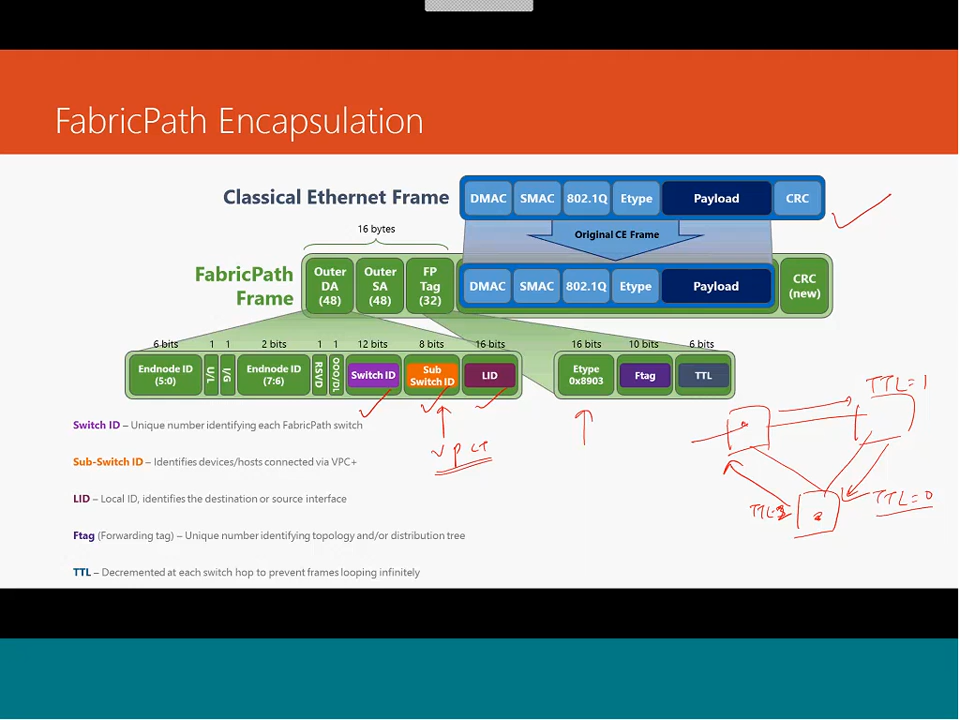 FabricPath Encapsulation
Classical Ethernet Frame
DMAC SMAC 802.1Q Etype Payload CRC
16 bytes
Original CE Frame
FabricPath Frame
Outer DA (48)
Outer SA (48)
FP Tag (32)
DMAC SMAC 802.1Q Etype Payload
CRC (new)
6 bits 1 1 2 bits 1 1 12 bits 8 bits 16 bits
Endnode ID (5:0)
U/L
I/G
Endnode ID (7:6)
RSVD
OOO/DL
Switch ID
Sub Switch ID
LID
16 bits 10 bits 6 bits
Etype 0x8903
Ftag
TTL
Switch ID – Unique number identifying each FabricPath switch
Sub-Switch ID – Identifies devices/hosts connected via VPC+
LID – Local ID, identifies the destination or source interface
Ftag (Forwarding tag) – Unique number identifying topology and/or distribution tree
TTL – Decremented at each switch hop to prevent frames looping infinitely
TTL=1
TTL=0